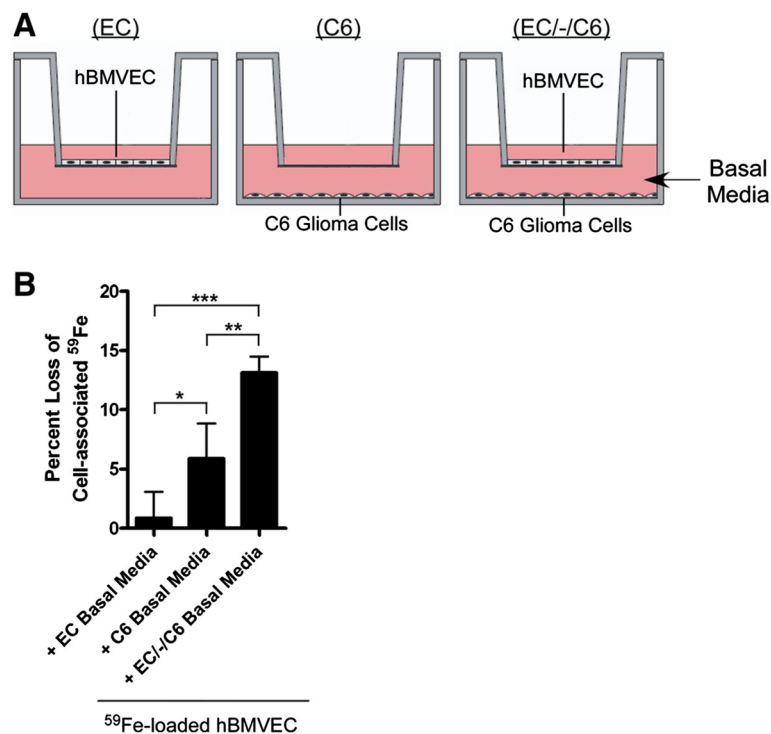 A
(EC)
(C6)
(EC/-/C6)
hBMVEC
hBMVEC
Basal
Media
C6 Glioma Cells
C6 Glioma Cells
B
Percent Loss of
Cell-associated ⁵⁹Fe
20
15
10
5
0
***
**
*
+ EC Basal Media
+ C6 Basal Media
+ EC/-/C6 Basal Media
⁵⁹Fe-loaded hBMVEC